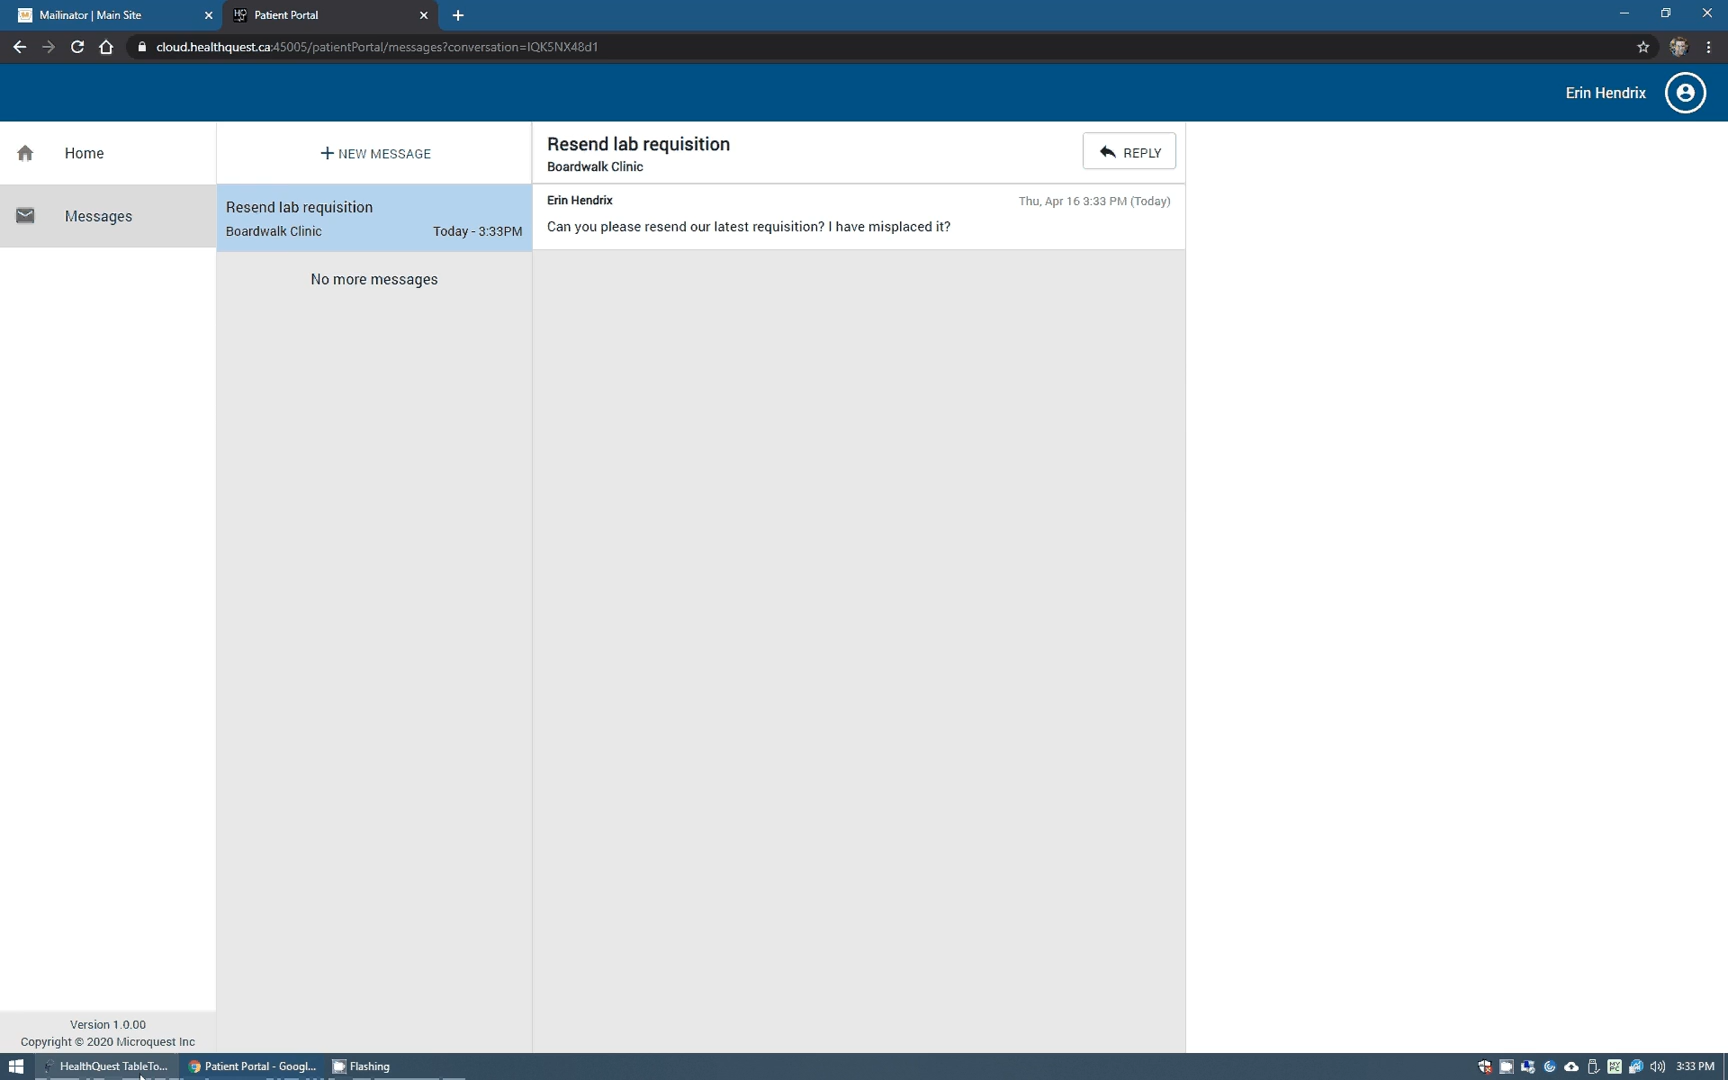 Mailinator | Main Site
Patient Portal
cloud.healthquest.ca:45005/patientPortal/messages?conversation=IQK5NX48d1
Erin Hendrix
Home
Messages
NEW MESSAGE
Resend lab requisition
Boardwalk Clinic
Today - 3:33PM
No more messages
Resend lab requisition
Boardwalk Clinic
REPLY
Erin Hendrix
Thu, Apr 16 3:33 PM (Today)
Can you please resend our latest requisition? I have misplaced it?
Version 1.0.00
Copyright © 2020 Microquest Inc
HealthQuest TableTo...
Patient Portal - Googl...
Flashing
3:33 PM